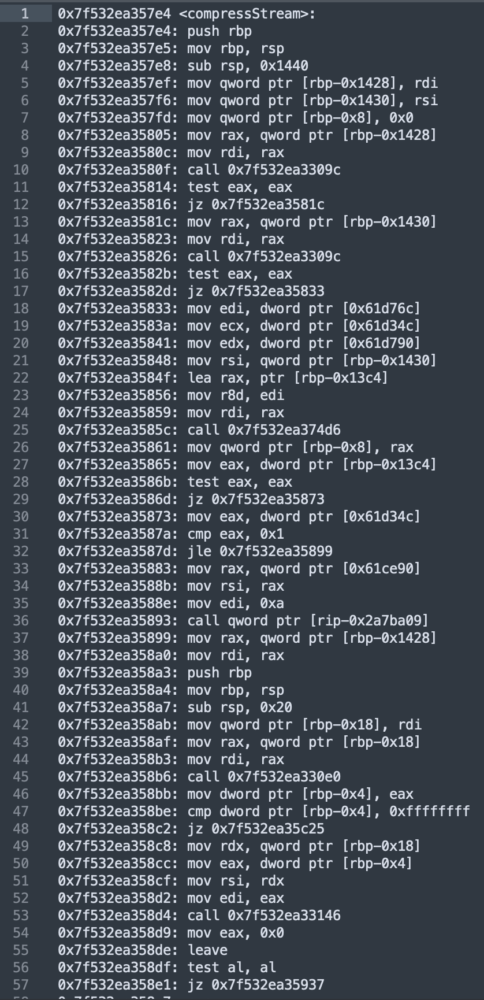 1 0x7f532ea357e4 <compressStream>:
2 0x7f532ea357e4: push rbp
3 0x7f532ea357e5: mov rbp, rsp
4 0x7f532ea357e8: sub rsp, 0x1440
5 0x7f532ea357ef: mov qword ptr [rbp-0x1428], rdi
6 0x7f532ea357f6: mov qword ptr [rbp-0x1430], rsi
7 0x7f532ea357fd: mov qword ptr [rbp-0x8], 0x0
8 0x7f532ea35805: mov rax, qword ptr [rbp-0x1428]
9 0x7f532ea3580c: mov rdi, rax
10 0x7f532ea3580f: call 0x7f532ea3309c
11 0x7f532ea35814: test eax, eax
12 0x7f532ea35816: jz 0x7f532ea3581c
13 0x7f532ea3581c: mov rax, qword ptr [rbp-0x1430]
14 0x7f532ea35823: mov rdi, rax
15 0x7f532ea35826: call 0x7f532ea3309c
16 0x7f532ea3582b: test eax, eax
17 0x7f532ea3582d: jz 0x7f532ea35833
18 0x7f532ea35833: mov edi, dword ptr [0x61d76c]
19 0x7f532ea3583a: mov ecx, dword ptr [0x61d34c]
20 0x7f532ea35841: mov edx, dword ptr [0x61d790]
21 0x7f532ea35848: mov rsi, qword ptr [rbp-0x1430]
22 0x7f532ea3584f: lea rax, ptr [rbp-0x13c4]
23 0x7f532ea35856: mov r8d, edi
24 0x7f532ea35859: mov rdi, rax
25 0x7f532ea3585c: call 0x7f532ea374d6
26 0x7f532ea35861: mov qword ptr [rbp-0x8], rax
27 0x7f532ea35865: mov eax, dword ptr [rbp-0x13c4]
28 0x7f532ea3586b: test eax, eax
29 0x7f532ea3586d: jz 0x7f532ea35873
30 0x7f532ea35873: mov eax, dword ptr [0x61d34c]
31 0x7f532ea3587a: cmp eax, 0x1
32 0x7f532ea3587d: jle 0x7f532ea35899
33 0x7f532ea35883: mov rax, qword ptr [0x61ce90]
34 0x7f532ea3588b: mov rsi, rax
35 0x7f532ea3588e: mov edi, 0xa
36 0x7f532ea35893: call qword ptr [rip-0x2a7ba09]
37 0x7f532ea35899: mov rax, qword ptr [rbp-0x1428]
38 0x7f532ea358a0: mov rdi, rax
39 0x7f532ea358a3: push rbp
40 0x7f532ea358a4: mov rbp, rsp
41 0x7f532ea358a7: sub rsp, 0x20
42 0x7f532ea358ab: mov qword ptr [rbp-0x18], rdi
43 0x7f532ea358af: mov rax, qword ptr [rbp-0x18]
44 0x7f532ea358b3: mov rdi, rax
45 0x7f532ea358b6: call 0x7f532ea330e0
46 0x7f532ea358bb: mov dword ptr [rbp-0x4], eax
47 0x7f532ea358be: cmp dword ptr [rbp-0x4], 0xffffffff
48 0x7f532ea358c2: jz 0x7f532ea35c25
49 0x7f532ea358c8: mov rdx, qword ptr [rbp-0x18]
50 0x7f532ea358cc: mov eax, dword ptr [rbp-0x4]
51 0x7f532ea358cf: mov rsi, rdx
52 0x7f532ea358d2: mov edi, eax
53 0x7f532ea358d4: call 0x7f532ea33146
54 0x7f532ea358d9: mov eax, 0x0
55 0x7f532ea358de: leave
56 0x7f532ea358df: test al, al
57 0x7f532ea358e1: jz 0x7f532ea35937